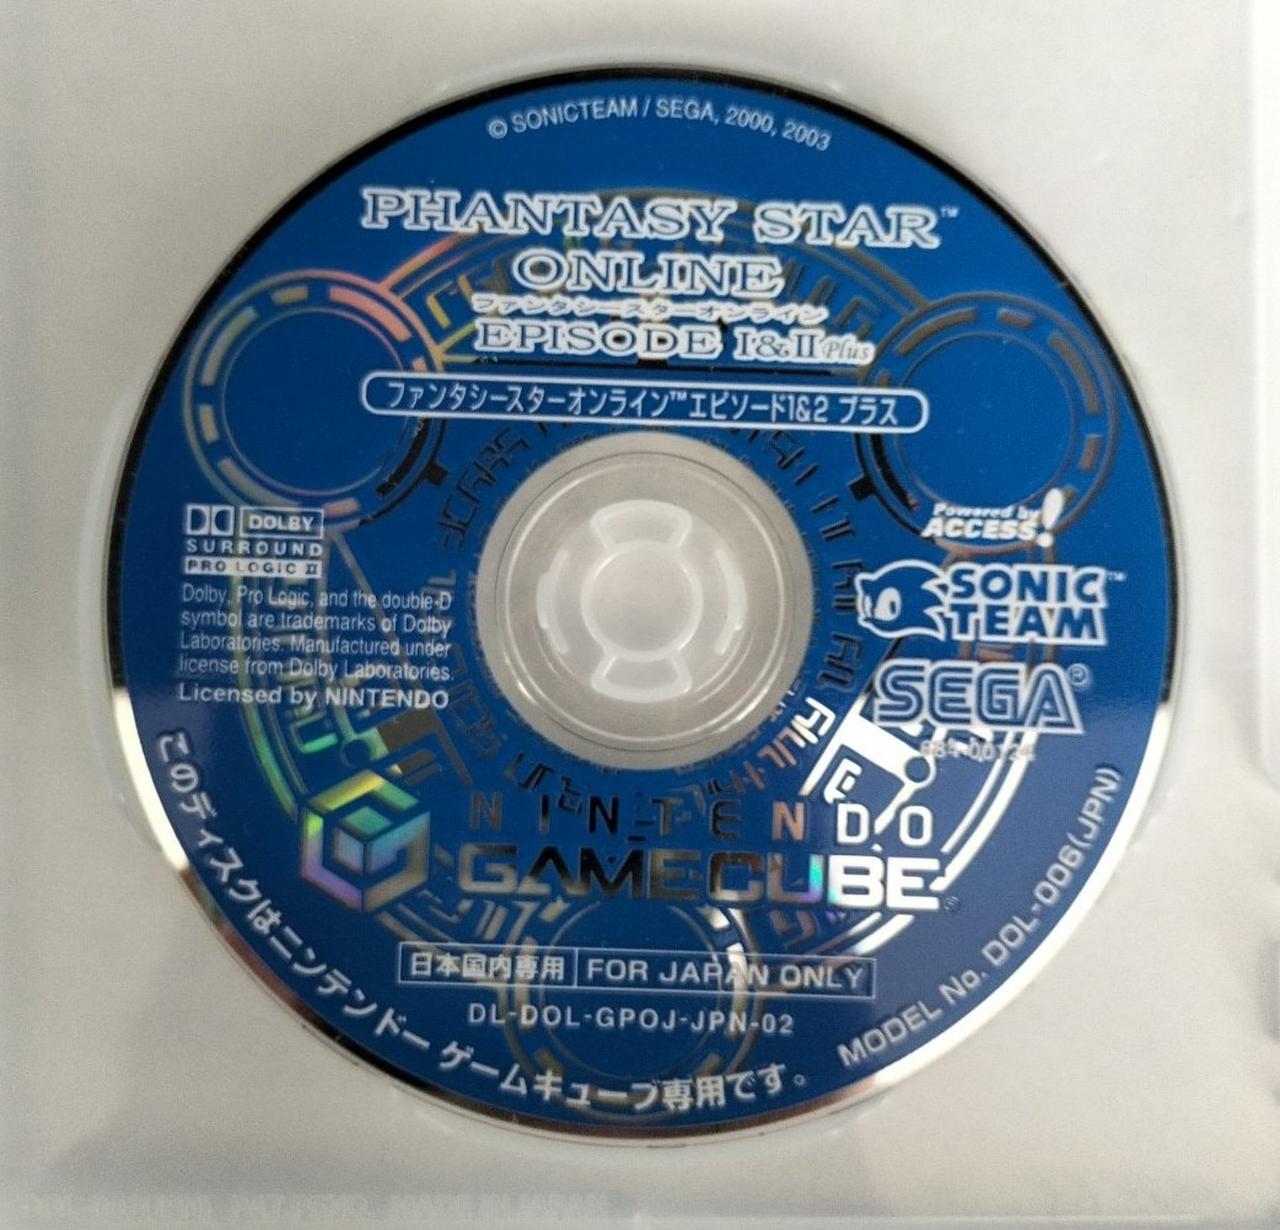 © SONICTEAM / SEGA, 2000, 2003
PHANTASY STAR™
ONLINE
ファンタシースターオンライン
EPISODE I&II Plus
ファンタシースターオンライン™エピソード1&2 プラス
DOLBY
SURROUND
PRO LOGIC II
Dolby, Pro Logic, and the double-D
symbol are trademarks of Dolby
Laboratories. Manufactured under
license from Dolby Laboratories.
Licensed by NINTENDO
Powered by
ACCESS!
SONIC
TEAM™
SEGA®
NINTENDO
GAMECUBE
日本国内専用 FOR JAPAN ONLY
DL-DOL-GPOJ-JPN-02
このディスクはニンテンドー ゲームキューブ専用です。
MODEL No. DOL-006(JPN)